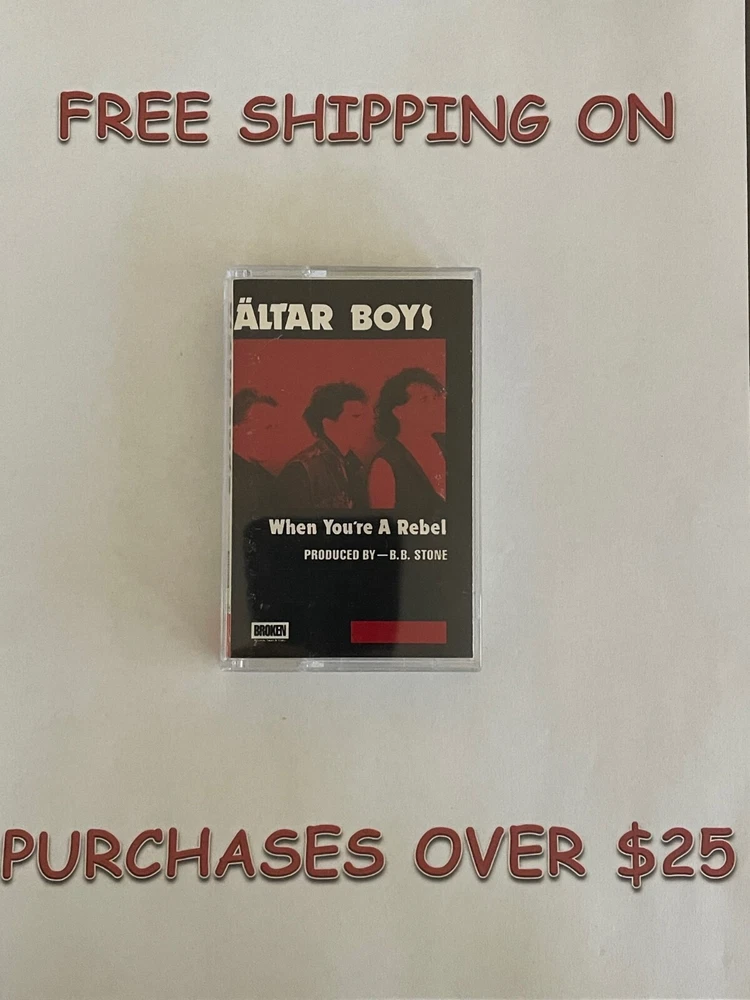 FREE SHIPPING ON
ÄLTAR BOYS
When You're A Rebel
PRODUCED BY—B.B. STONE
BROKEN
PURCHASES OVER $25